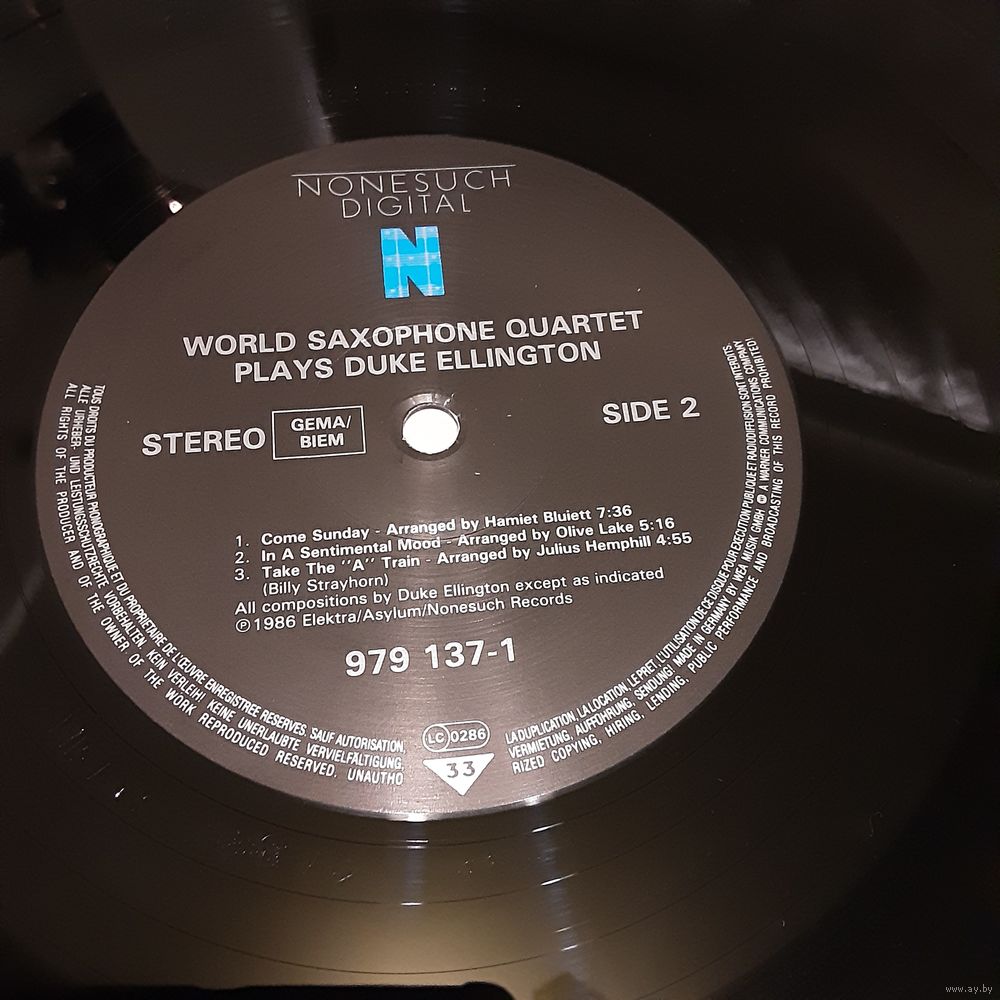 NONESUCH
DIGITAL
N
WORLD SAXOPHONE QUARTET
PLAYS DUKE ELLINGTON
STEREO
GEMA/
BIEM
SIDE 2
1. Come Sunday - Arranged by Hamiet Bluiett 7:36
2. In A Sentimental Mood - Arranged by Olive Lake 5:16
3. Take The "A" Train - Arranged by Julius Hemphill 4:55
(Billy Strayhorn)
All compositions by Duke Ellington except as indicated
℗ 1986 Elektra/Asylum/Nonesuch Records
979 137-1
LC 0286
33
TOUS DROITS DU PRODUCTEUR PHONOGRAPHIQUE ET DU PROPRIETAIRE DE L'ŒUVRE ENREGISTREE RESERVES. SAUF AUTORISATION, LA DUPLICATION, LA LOCATION, LE PRET, L'UTILISATION DE CE DISQUE POUR EXECUTION PUBLIQUE ET RADIODIFFUSION SONT INTERDITS.
ALLE URHEBER- UND LEISTUNGSSCHUTZRECHTE VORBEHALTEN. KEIN VERLEIH! KEINE UNERLAUBTE VERVIELFÄLTIGUNG, VERMIETUNG, AUFFÜHRUNG, SENDUNG! MADE IN GERMANY BY WEA MUSIK GMBH A WARNER COMMUNICATIONS COMPANY
ALL RIGHTS OF THE PRODUCER AND OF THE OWNER OF THE WORK REPRODUCED RESERVED. UNAUTHORIZED COPYING, HIRING, LENDING, PUBLIC PERFORMANCE AND BROADCASTING OF THIS RECORD PROHIBITED!
www.ay.by